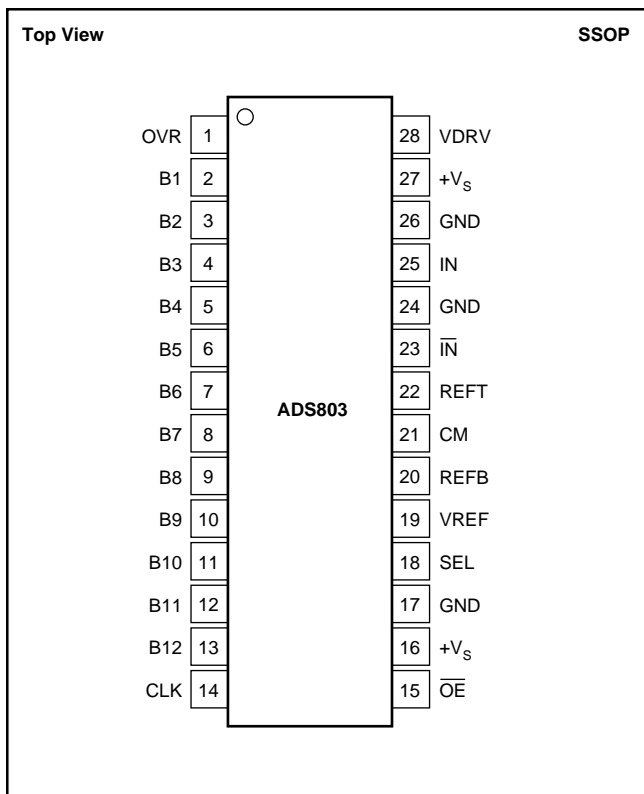 Top View SSOP
OVR 1 28 VDRV
B1 2 27 +VS
B2 3 26 GND
B3 4 25 IN
B4 5 24 GND
B5 6 23 I̅N̅
B6 7 22 REFT
ADS803
B7 8 21 CM
B8 9 20 REFB
B9 10 19 VREF
B10 11 18 SEL
B11 12 17 GND
B12 13 16 +VS
CLK 14 15 O̅E̅